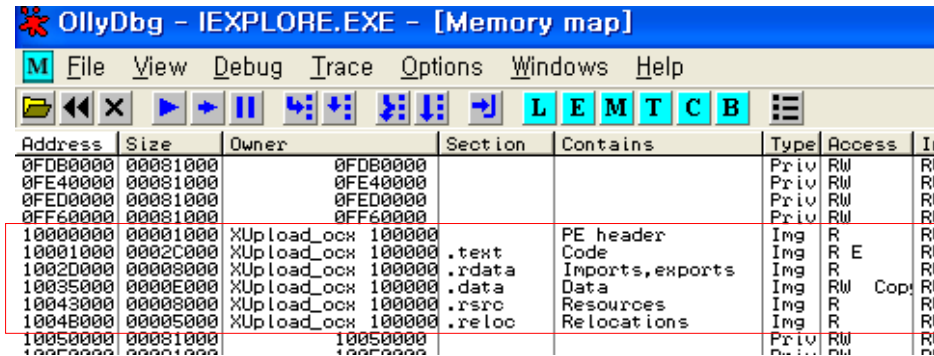 OllyDbg - IEXPLORE.EXE - [Memory map]
M File View Debug Trace Options Windows Help
L E M T C B
Address Size Owner Section Contains Type Access
0FDB0000 00081000 0FDB0000 Priv RW
0FE40000 00081000 0FE40000 Priv RW
0FED0000 00081000 0FED0000 Priv RW
0FF60000 00081000 0FF60000 Priv RW
10000000 00001000 XUpload_ocx 100000 PE header Img R
10001000 0002C000 XUpload_ocx 100000 .text Code Img R E
1002D000 00008000 XUpload_ocx 100000 .rdata Imports,exports Img R
10035000 0000E000 XUpload_ocx 100000 .data Data Img RW Copy
10043000 00008000 XUpload_ocx 100000 .rsrc Resources Img R
1004B000 00005000 XUpload_ocx 100000 .reloc Relocations Img R
10050000 00081000 10050000 Priv RW